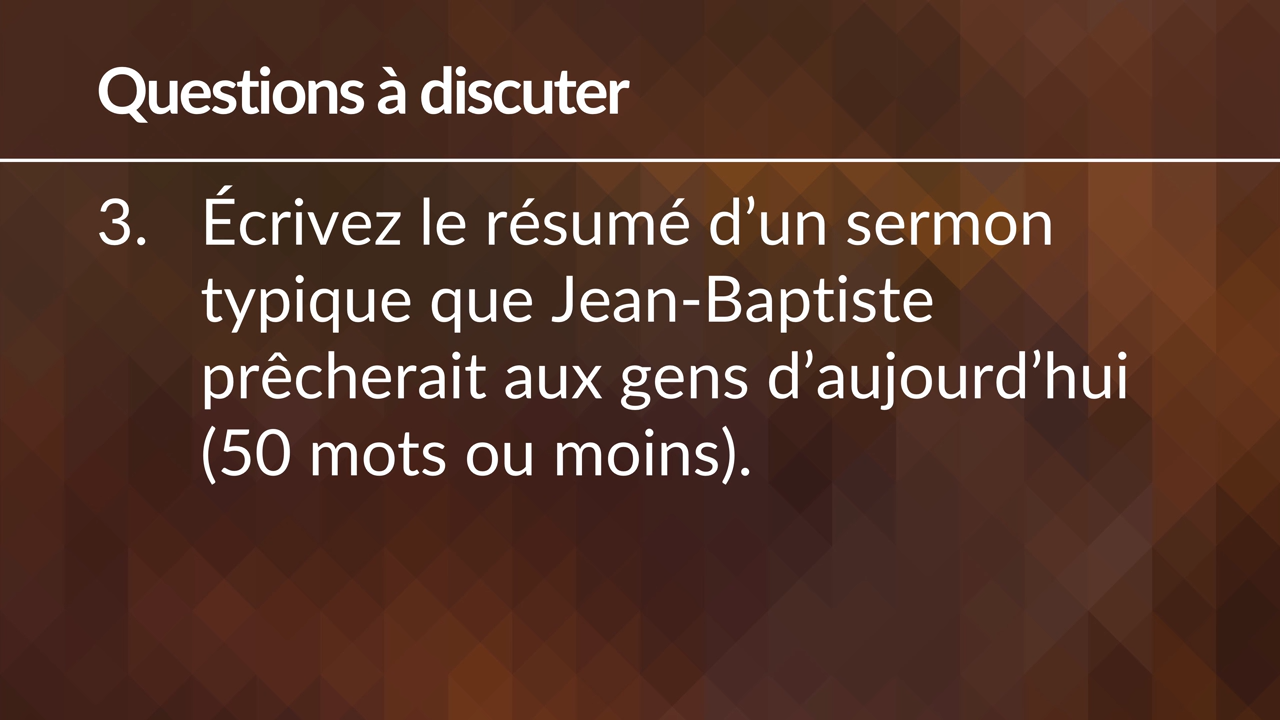 Questions à discuter
3. Écrivez le résumé d’un sermon
typique que Jean-Baptiste
prêcherait aux gens d’aujourd’hui
(50 mots ou moins).